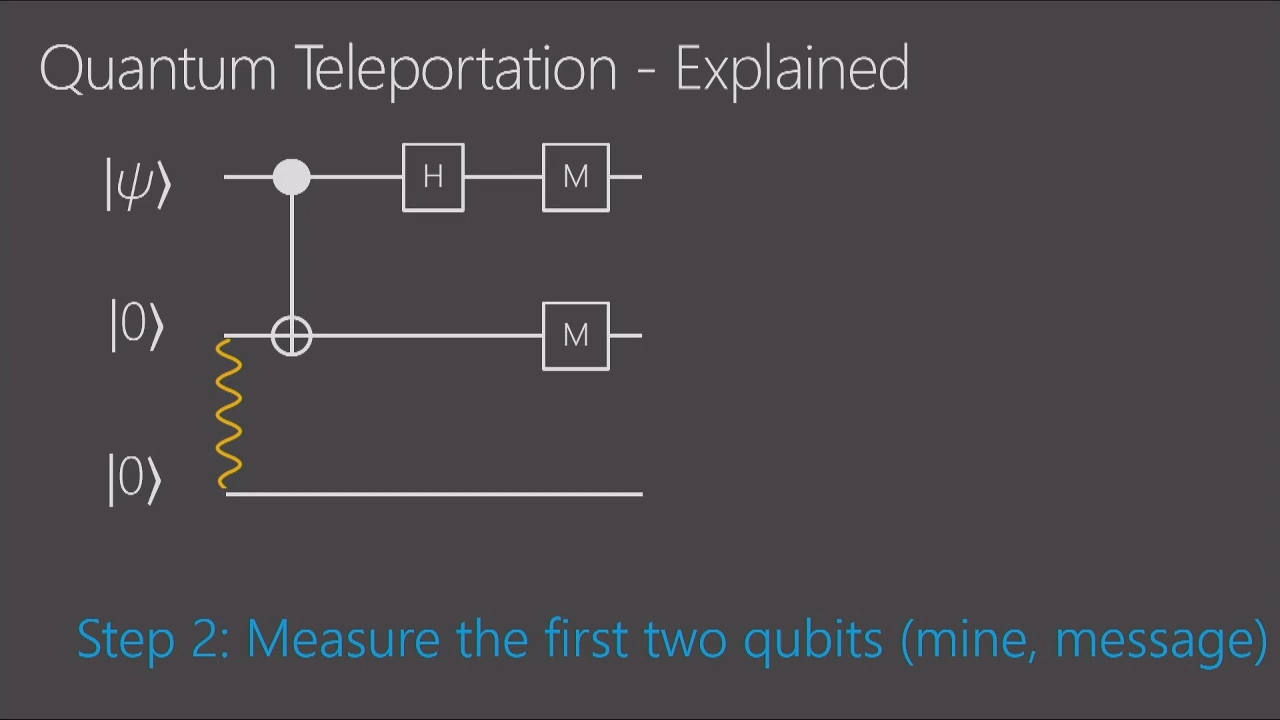 Quantum Teleportation - Explained
|ψ⟩
H
M
|0⟩
M
|0⟩
Step 2: Measure the first two qubits (mine, message)